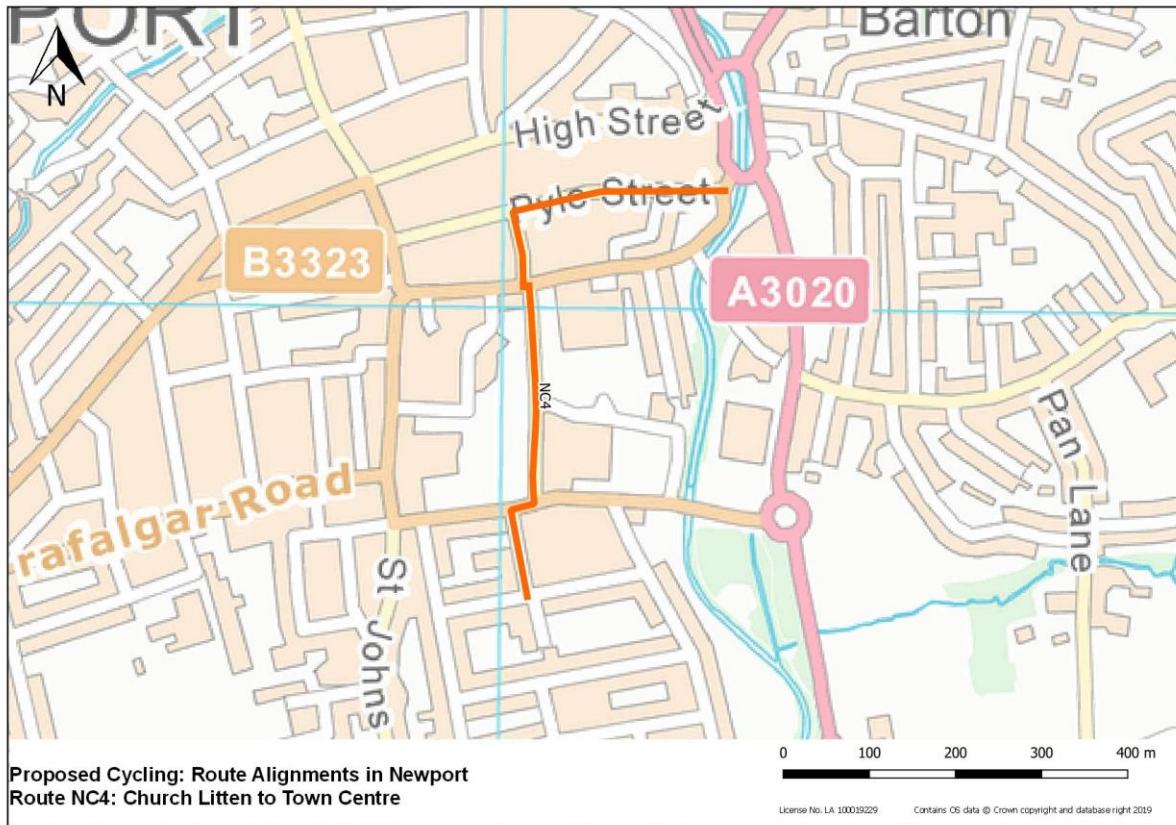 PORT
N
Barton
High Street
Pyle Street
B3323
A3020
NC4
Pan Lane
rafalgar Road
St Johns
Proposed Cycling: Route Alignments in Newport
Route NC4: Church Litten to Town Centre
0 100 200 300 400 m
License No. LA 100019229 Contains OS data @ Crown copyright and database right 2019